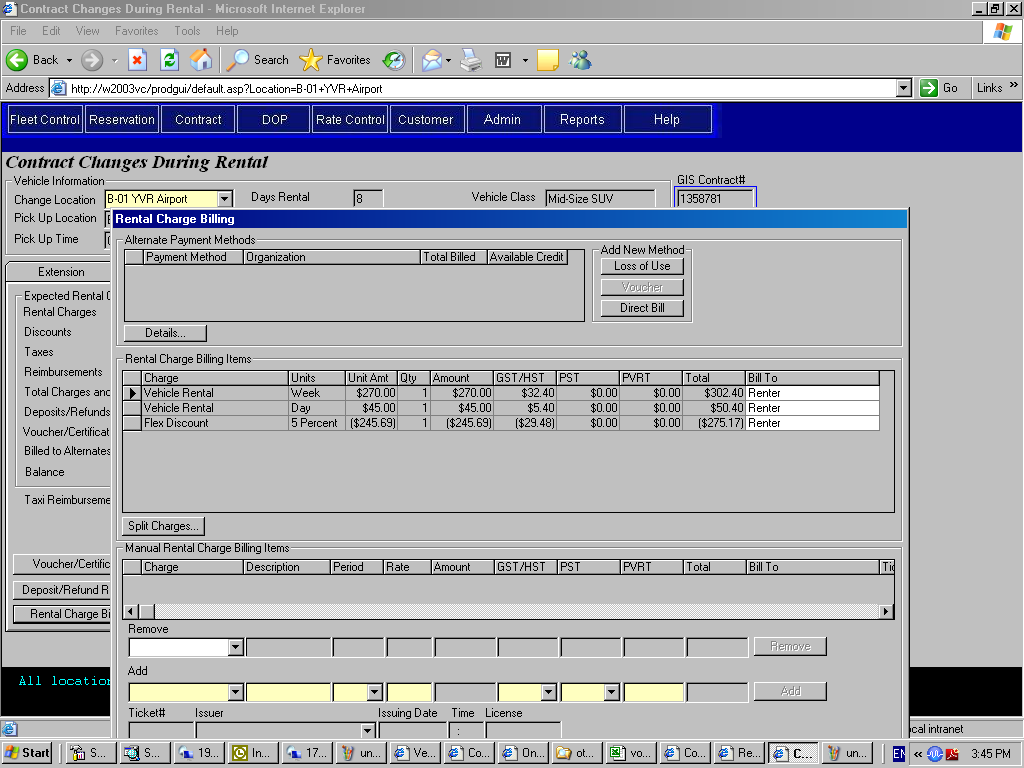 Contract Changes During Rental - Microsoft Internet Explorer
File Edit View Favorites Tools Help
Back Search Favorites
Address http://w2003vc/prodgui/default.asp?Location=B-01+YVR+Airport Go Links »
Fleet Control Reservation Contract DOP Rate Control Customer Admin Reports Help
Contract Changes During Rental
Vehicle Information
GIS Contract#
Change Location B-01 YVR Airport Days Rental 8 Vehicle Class Mid-Size SUV 1358781
Pick Up Location
Pick Up Time
Rental Charge Billing
Alternate Payment Methods
Payment Method Organization Total Billed Available Credit
Add New Method
Loss of Use
Voucher
Direct Bill
Details...
Extension
Expected Rental C
Rental Charges
Discounts
Taxes
Reimbursements
Total Charges and
Deposits/Refunds
Voucher/Certificat
Billed to Alternates
Balance
Taxi Reimburseme
Voucher/Certific
Deposit/Refund R
Rental Charge Bi
Rental Charge Billing Items
Charge Units Unit Amt Qty Amount GST/HST PST PVRT Total Bill To
Vehicle Rental Week $270.00 1 $270.00 $32.40 $0.00 $0.00 $302.40 Renter
Vehicle Rental Day $45.00 1 $45.00 $5.40 $0.00 $0.00 $50.40 Renter
Flex Discount 5 Percent ($245.69) 1 ($245.69) ($29.48) $0.00 $0.00 ($275.17) Renter
Split Charges...
Manual Rental Charge Billing Items
Charge Description Period Rate Amount GST/HST PST PVRT Total Bill To Tic
Remove
Remove
Add
Add
Ticket# Issuer Issuing Date Time License
:
All location
cal intranet
Start S... S... 19... In... 17... un... Ve... Co... On... ot... vo... Co... Re... C... un... EN « 3:45 PM